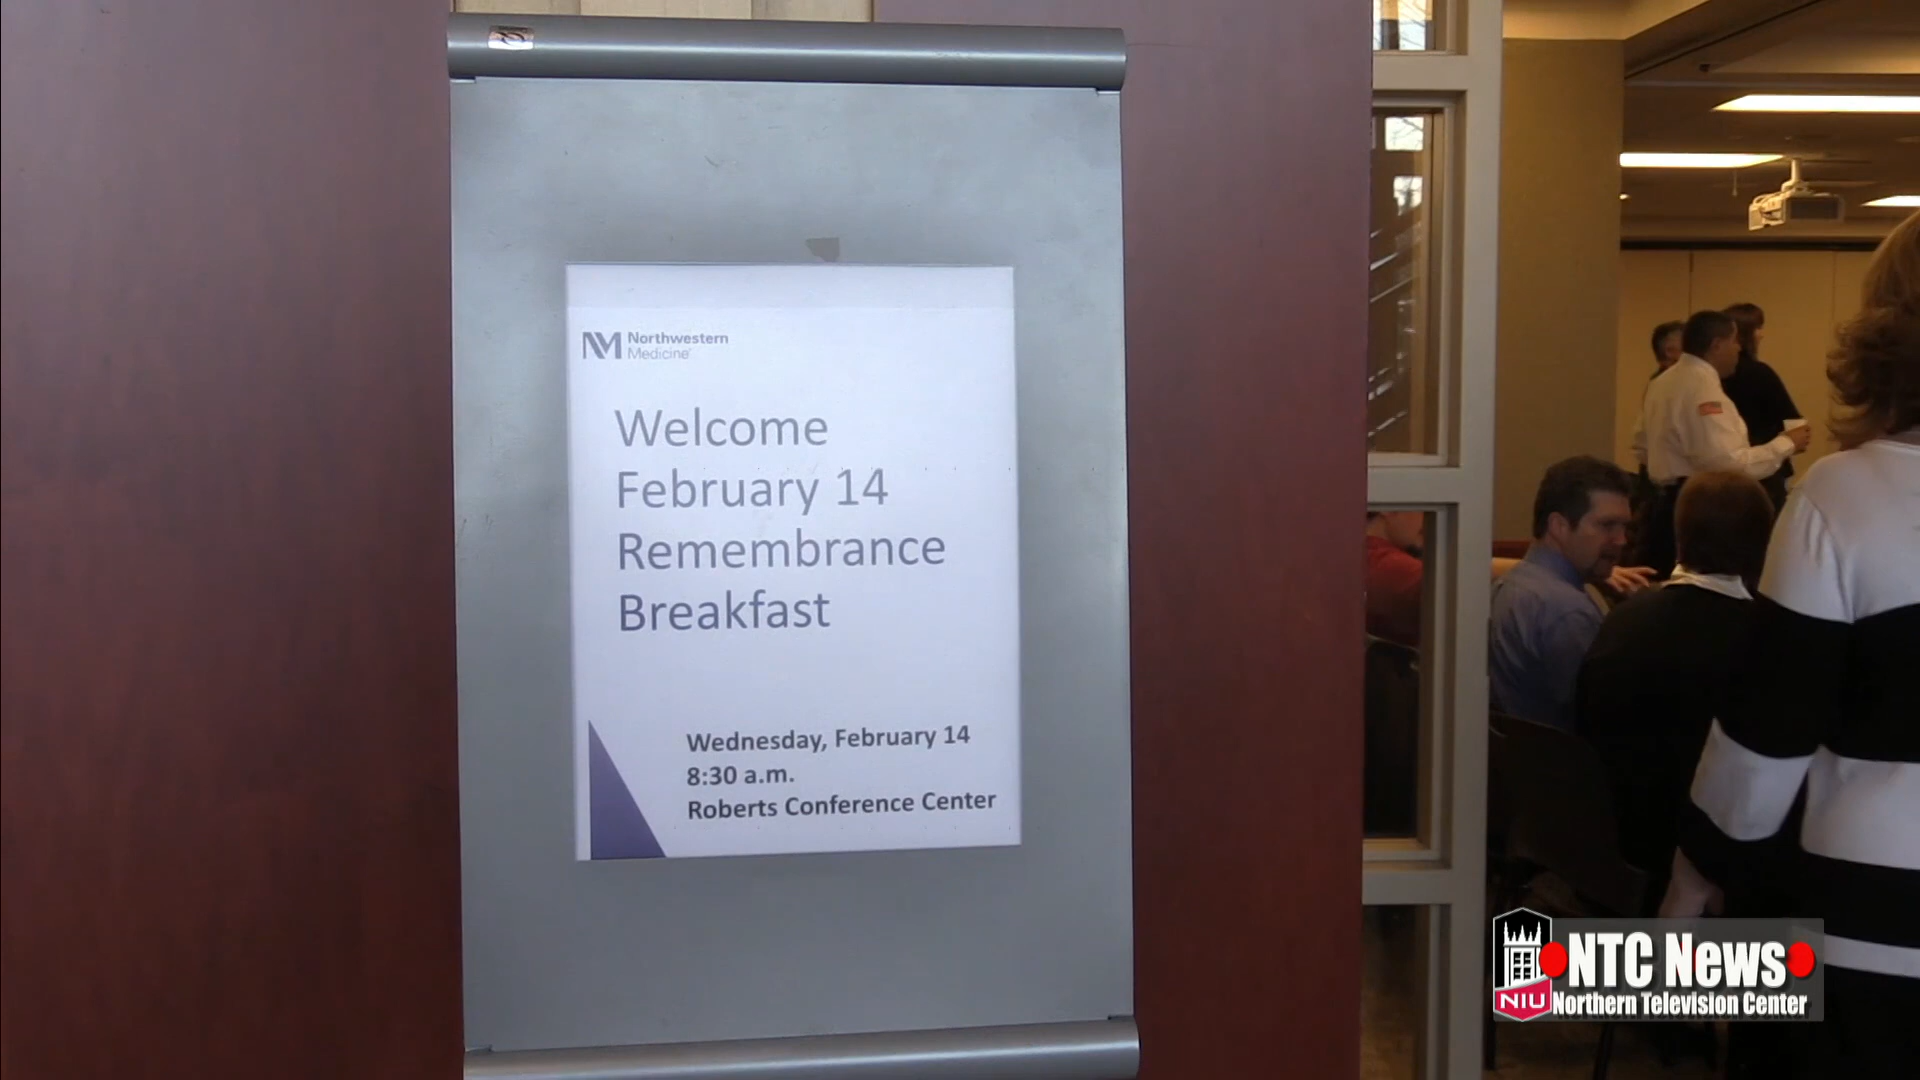 Northwestern
Medicine
Welcome
February 14
Remembrance
Breakfast
Wednesday, February 14
8:30 a.m.
Roberts Conference Center
NTC News
NIU
Northern Television Center